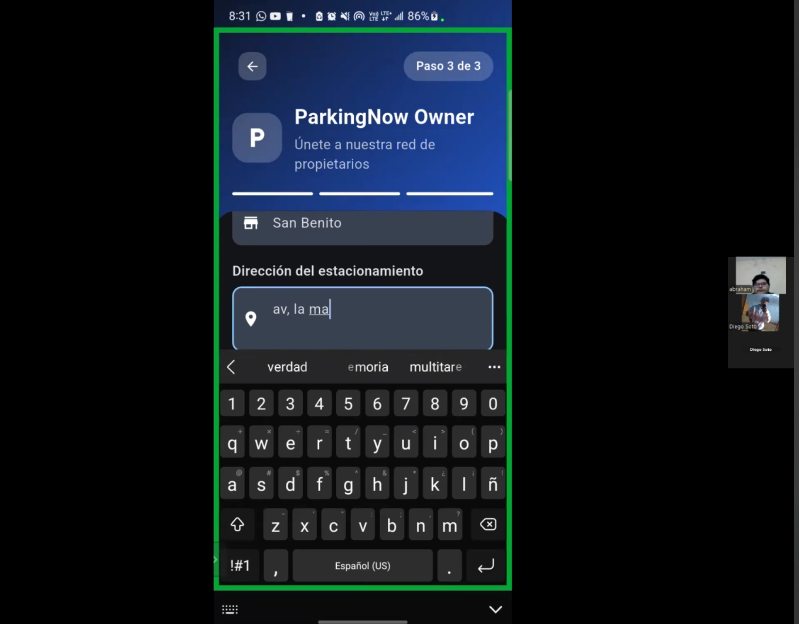 8:31 86%
Paso 3 de 3
P
ParkingNow Owner
Únete a nuestra red de
propietarios
San Benito
Dirección del estacionamiento
av, la ma
verdad emoria multitare
1 2 3 4 5 6 7 8 9 0
q w e r t y u i o p
a s d f g h j k l ñ
z x c v b n m
!#1 , Español (US) .
abraham
Diego Soto
Diego Soto